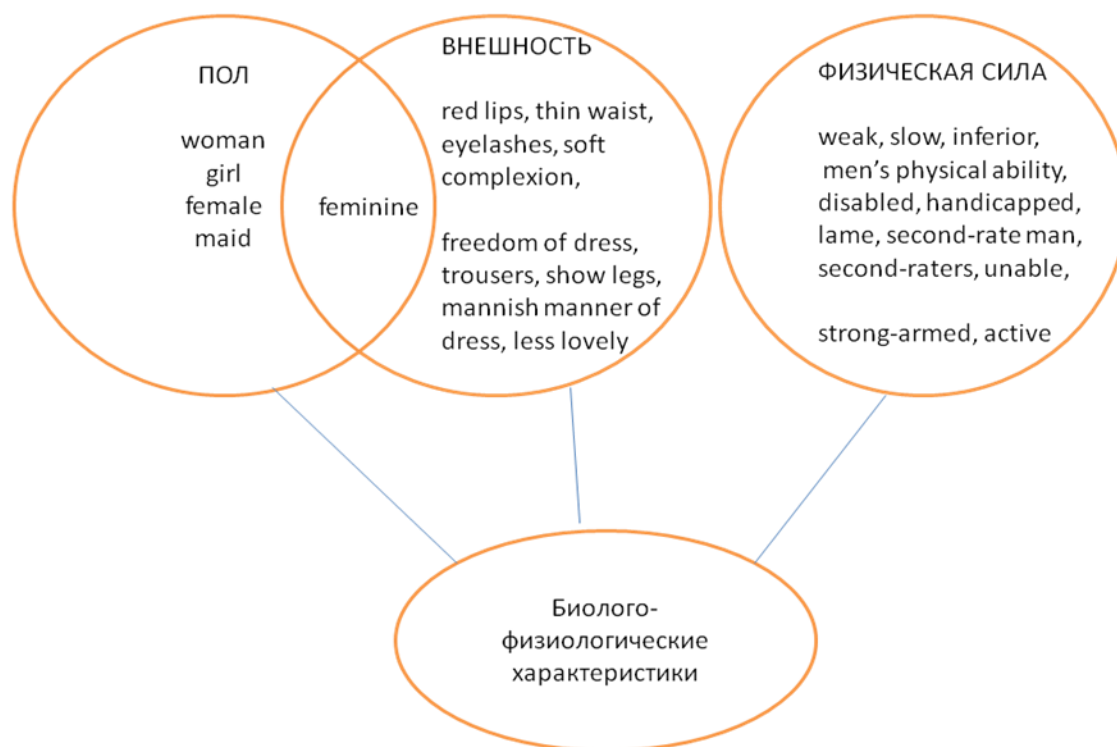 ПОЛ
woman
girl
female
maid
feminine
ВНЕШНОСТЬ
red lips, thin waist,
eyelashes, soft
complexion,
freedom of dress,
trousers, show legs,
mannish manner of
dress, less lovely
ФИЗИЧЕСКАЯ СИЛА
weak, slow, inferior,
men’s physical ability,
disabled, handicapped,
lame, second-rate man,
second-raters, unable,
strong-armed, active
Биолого-
физиологические
характеристики